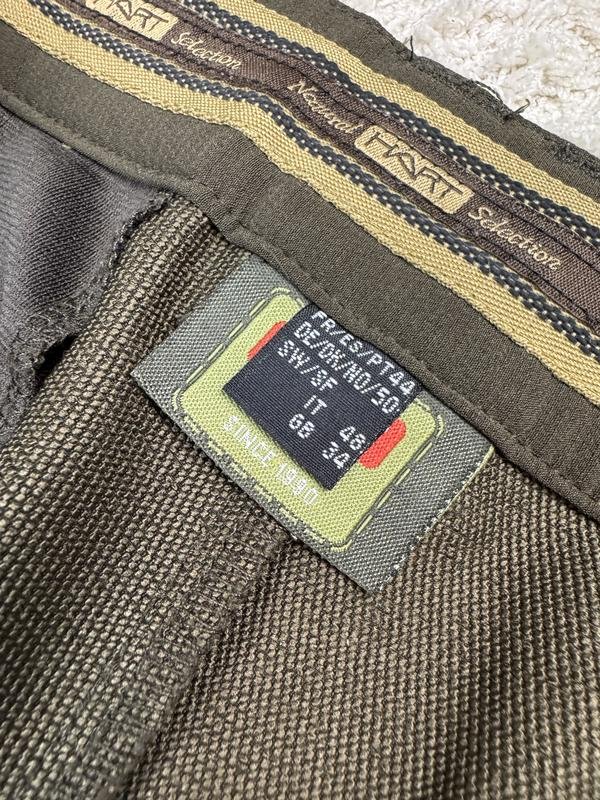 HART Selection
Natural HART Selection
FR/ES/PT44
DE/DK/NO/50
SW/SF
IT 48
GB 34
SINCE 1990